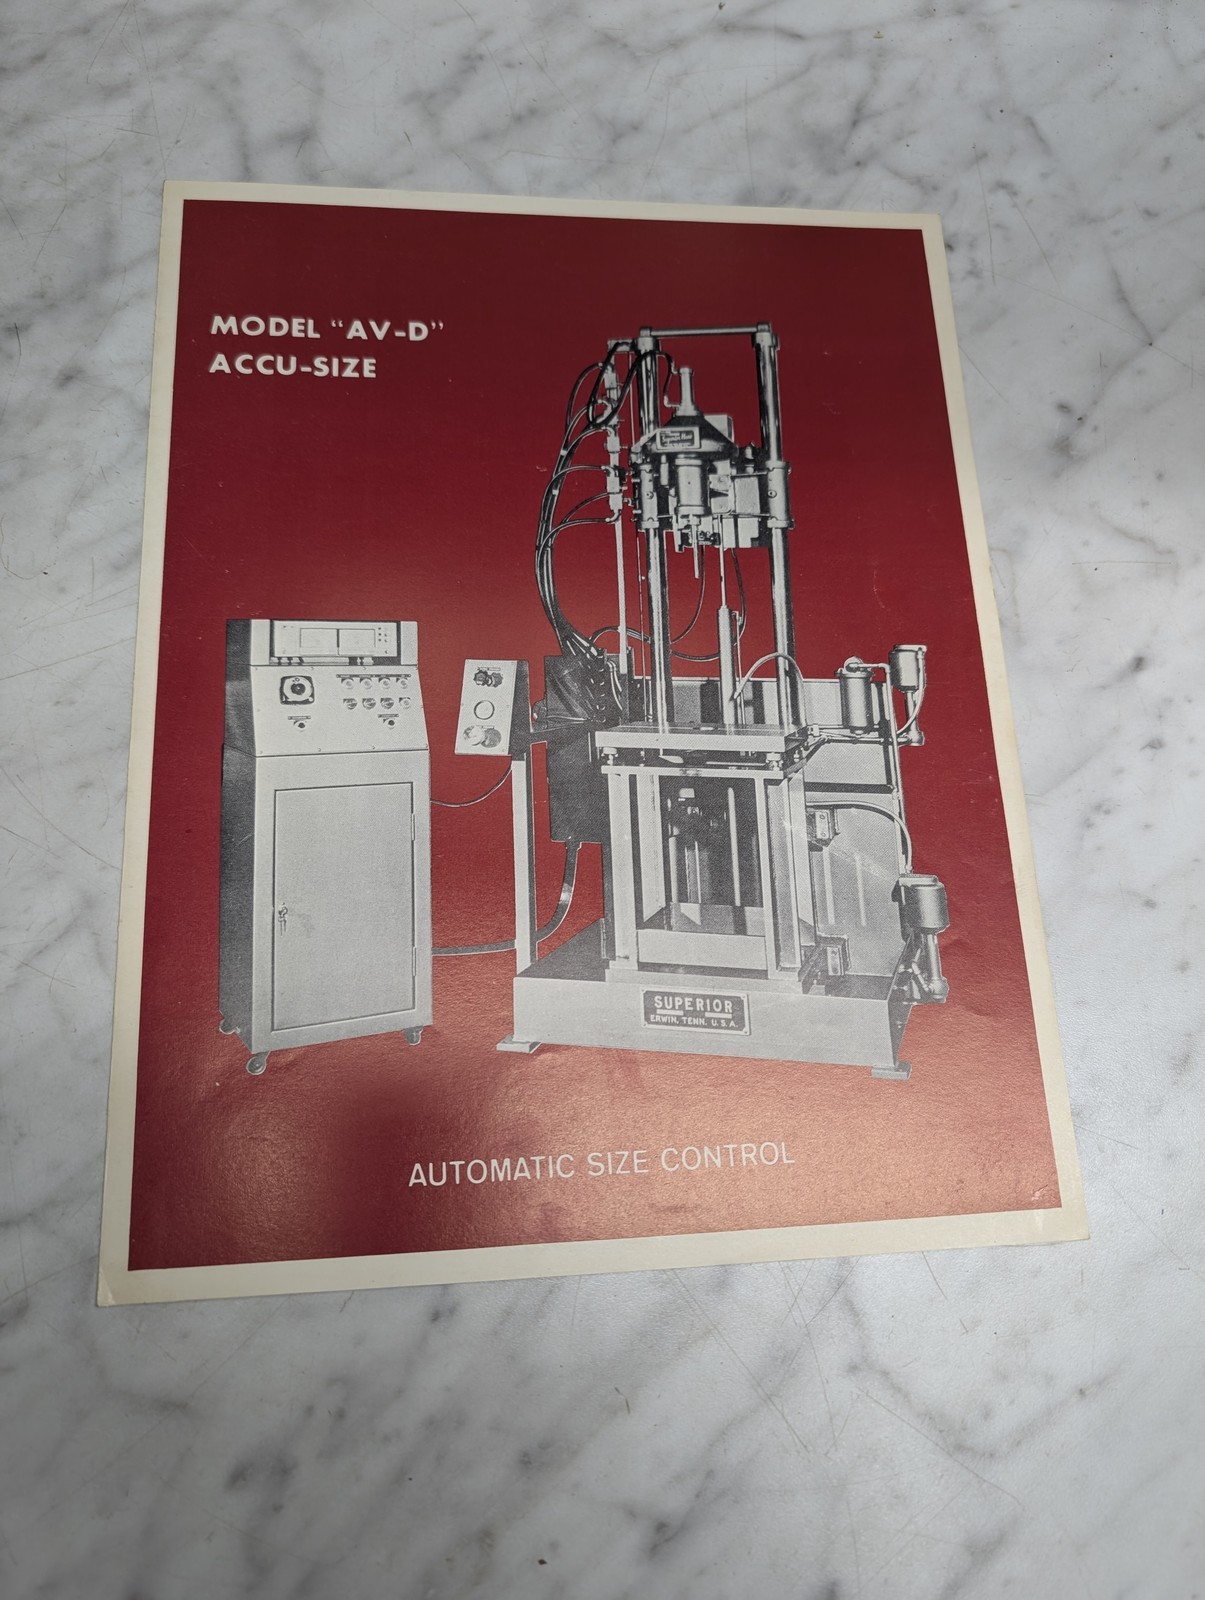 MODEL "AV-D"
ACCU-SIZE
SUPERIOR
ERWIN, TENN. U.S.A.
AUTOMATIC SIZE CONTROL